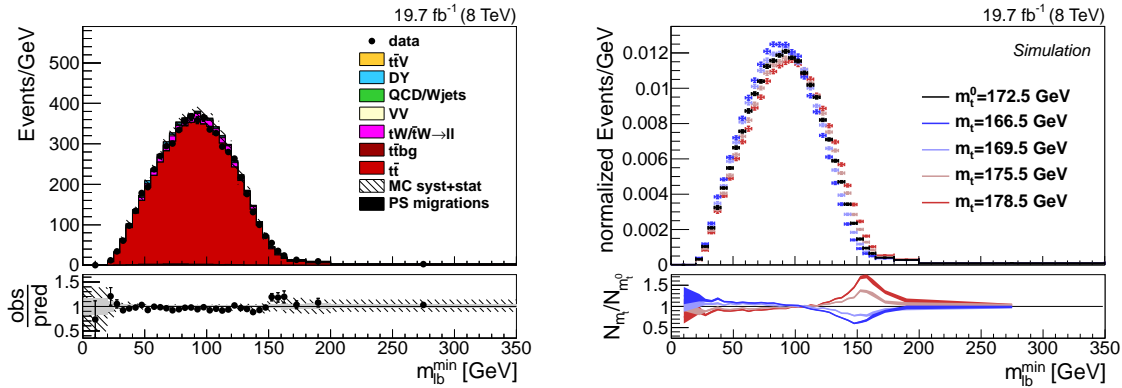 19.7 fb⁻¹ (8 TeV)
Events/GeV
500
400
300
200
100
0
data
tt̄V
DY
QCD/Wjets
VV
tW/t̄W→ll
tt̄bg
tt̄
MC syst+stat
PS migrations
obs
pred
1.5
1
0.5
0 50 100 150 200 250 300 350
m_lb^min [GeV]
19.7 fb⁻¹ (8 TeV)
Simulation
normalized Events/GeV
0.012
0.01
0.008
0.006
0.004
0.002
0
m_t^0=172.5 GeV
m_t=166.5 GeV
m_t=169.5 GeV
m_t=175.5 GeV
m_t=178.5 GeV
N_{m_t}/N_{m_t^0}
1.5
1
0.5
0 50 100 150 200 250 300 350
m_lb^min [GeV]